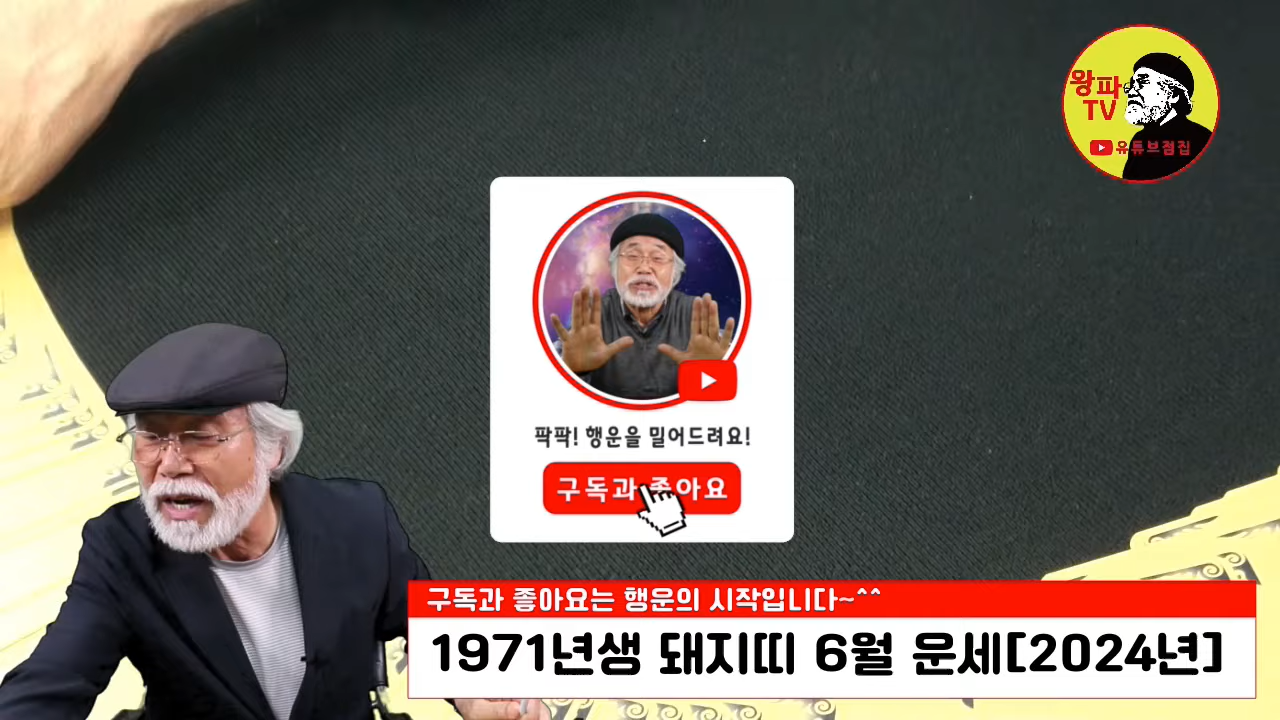 왕파
TV
유튜브점집
팍팍! 행운을 밀어드려요!
구독과 좋아요
구독과 좋아요는 행운의 시작입니다~^^
1971년생 돼지띠 6월 운세[2024년]